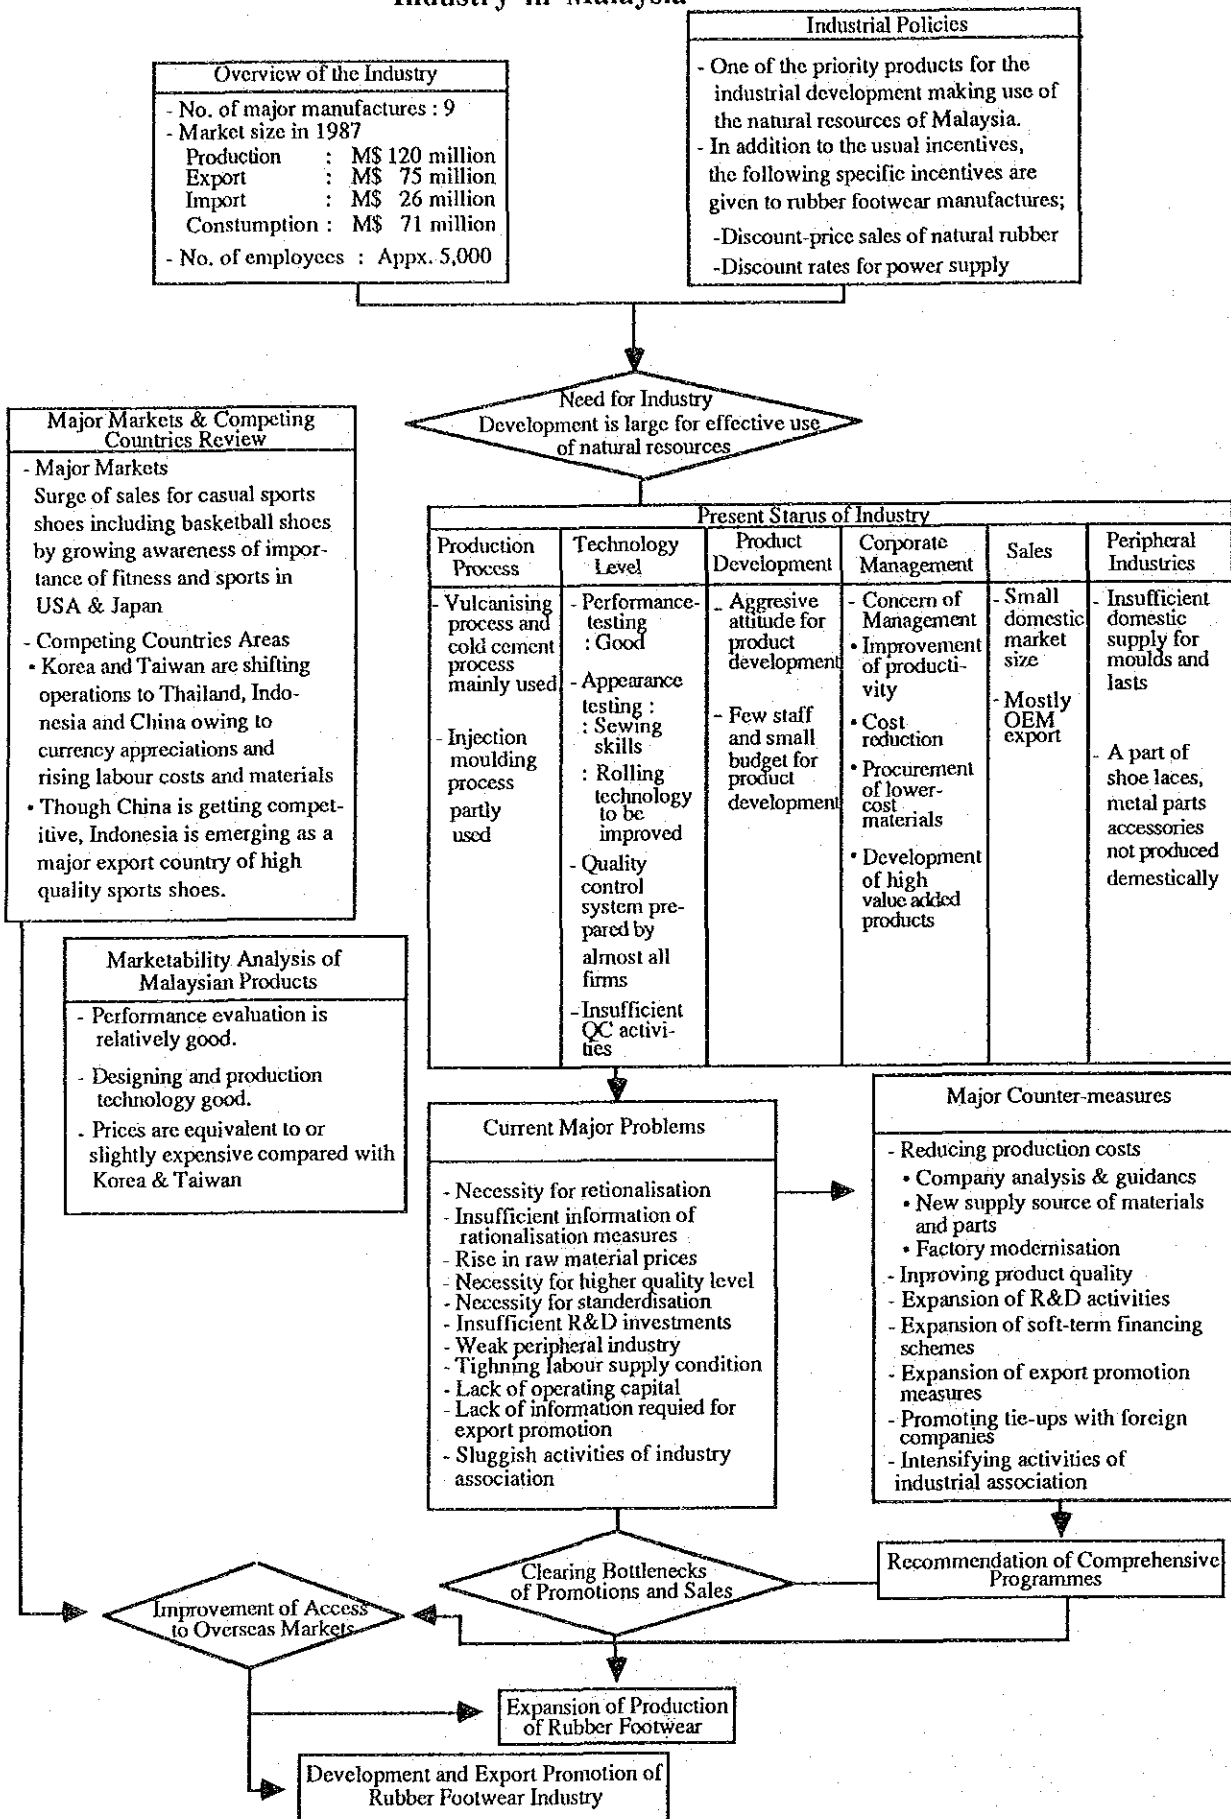 Industry in Malaysia
Overview of the Industry
- No. of major manufactures : 9
- Market size in 1987
Production : M$ 120 million
Export : M$ 75 million
Import : M$ 26 million
Constumption : M$ 71 million
- No. of employees : Appx. 5,000
Industrial Policies
- One of the priority products for the
industrial development making use of
the natural resources of Malaysia.
- In addition to the usual incentives,
the following specific incentives are
given to rubber footwear manufactures;
-Discount-price sales of natural rubber
-Discount rates for power supply
Need for Industry
Development is large for effective use
of natural resources
Major Markets & Competing
Countries Review
- Major Markets
Surge of sales for casual sports
shoes including basketball shoes
by growing awareness of impor-
tance of fitness and sports in
USA & Japan
- Competing Countries Areas
• Korea and Taiwan are shifting
operations to Thailand, Indo-
nesia and China owing to
currency appreciations and
rising labour costs and materials
• Though China is getting compet-
itive, Indonesia is emerging as a
major export country of high
quality sports shoes.
Marketability Analysis of
Malaysian Products
- Performance evaluation is
relatively good.
- Designing and production
technology good.
- Prices are equivalent to or
slightly expensive compared with
Korea & Taiwan
Present Starus of Industry
Production
Process
- Vulcanising
process and
cold cement
process
mainly used
- Injection
moulding
process
partly
used
Technology
Level
- Performance-
testing
: Good
- Appearance
testing :
: Sewing
skills
: Rolling
technology
to be
improved
- Quality
control
system pre-
pared by
almost all
firms
- Insufficient
QC activi-
ties
Product
Development
- Aggresive
attitude for
product
development
- Few staff
and small
budget for
product
development
Corporate
Management
- Concern of
Management
• Improvement
of producti-
vity
• Cost
reduction
• Procurement
of lower-
cost
materials
• Development
of high
value added
products
Sales
- Small
domestic
market
size
- Mostly
OEM
export
Peripheral
Industries
- Insufficient
domestic
supply for
moulds and
lasts
- A part of
shoe laces,
metal parts
accessories
not produced
demestically
Current Major Problems
- Necessity for retionalisation
- Insufficient information of
rationalisation measures
- Rise in raw material prices
- Necessity for higher quality level
- Necessity for standerdisation
- Insufficient R&D investments
- Weak peripheral industry
- Tighning labour supply condition
- Lack of operating capital
- Lack of information requied for
export promotion
- Sluggish activities of industry
association
Major Counter-measures
- Reducing production costs
• Company analysis & guidancs
• New supply source of materials
and parts
• Factory modernisation
- Inproving product quality
- Expansion of R&D activities
- Expansion of soft-term financing
schemes
- Expansion of export promotion
measures
- Promoting tie-ups with foreign
companies
- Intensifying activities of
industrial association
Clearing Bottlenecks
of Promotions and Sales
Recommendation of Comprehensive
Programmes
Improvement of Access
to Overseas Markets
Expansion of Production
of Rubber Footwear
Development and Export Promotion of
Rubber Footwear Industry